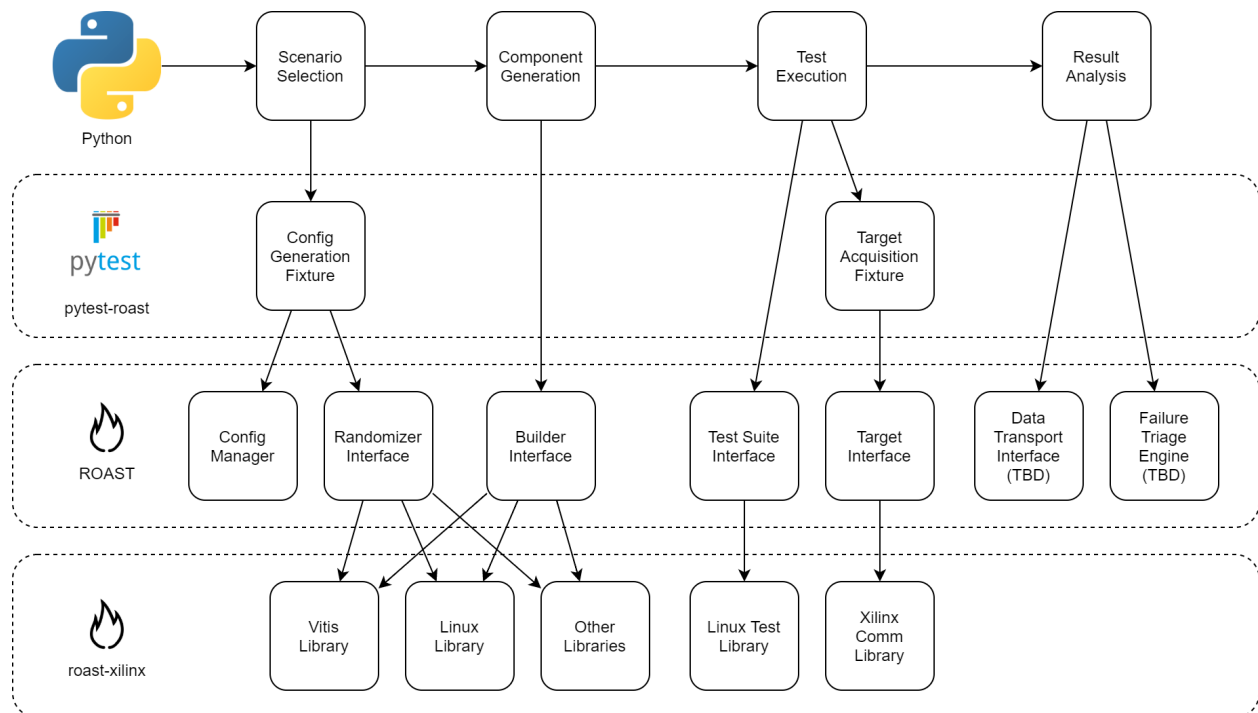 Python
Scenario
Selection
Component
Generation
Test
Execution
Result
Analysis
pytest
pytest-roast
Config
Generation
Fixture
Target
Acquisition
Fixture
ROAST
Config
Manager
Randomizer
Interface
Builder
Interface
Test Suite
Interface
Target
Interface
Data
Transport
Interface
(TBD)
Failure
Triage
Engine
(TBD)
roast-xilinx
Vitis
Library
Linux
Library
Other
Libraries
Linux Test
Library
Xilinx
Comm
Library